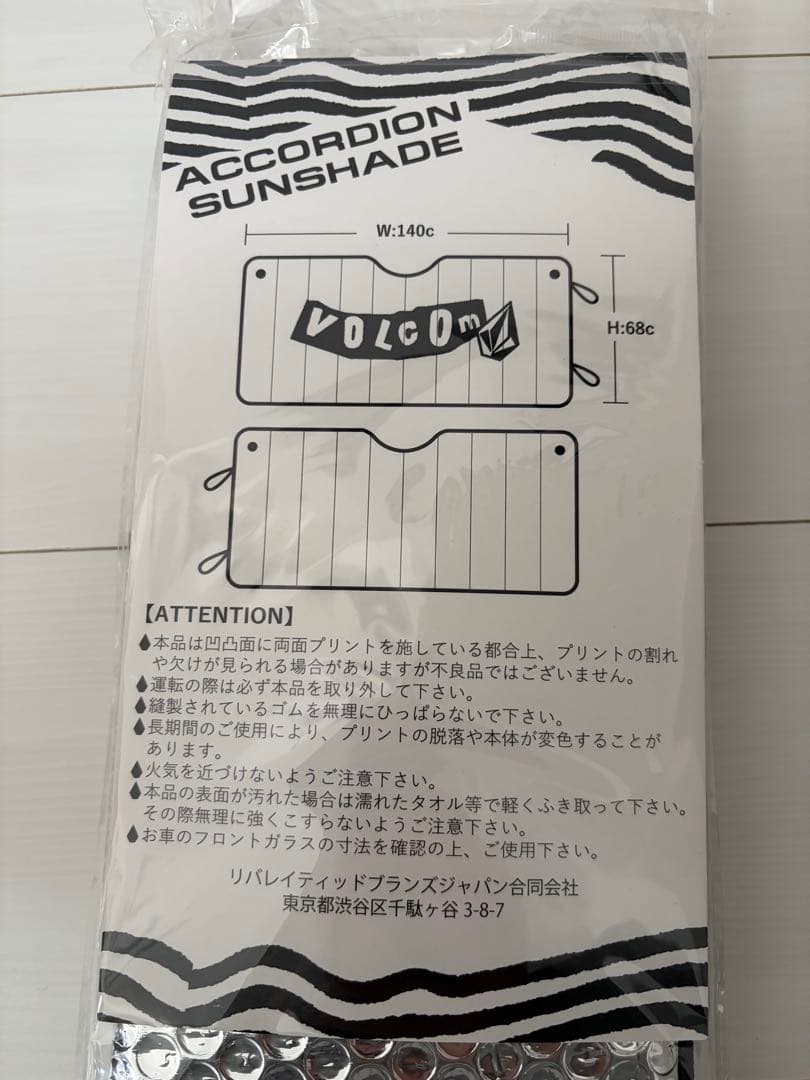 ACCORDION
SUNSHADE
W:140c
VOLCOM
H:68c
【ATTENTION】
💧本品は凹凸面に両面プリントを施している都合上、プリントの割れ
や欠けが見られる場合がありますが不良品ではございません。
💧運転の際は必ず本品を取り外して下さい。
💧縫製されているゴムを無理にひっぱらないで下さい。
💧長期間のご使用により、プリントの脱落や本体が変色することが
あります。
💧火気を近づけないようご注意下さい。
💧本品の表面が汚れた場合は濡れたタオル等で軽くふき取って下さい。
その際無理に強くこすらないようご注意下さい。
💧お車のフロントガラスの寸法を確認の上、ご使用下さい。
リバレイティッドブランズジャパン合同会社
東京都渋谷区千駄ヶ谷 3-8-7